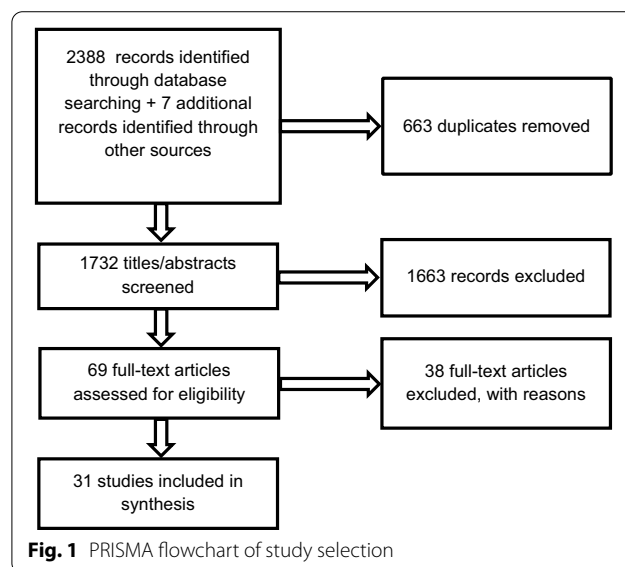 2388 records identified
through database
searching + 7 additional
records identified through
other sources
663 duplicates removed
1732 titles/abstracts
screened
1663 records excluded
69 full-text articles
assessed for eligibility
38 full-text articles
excluded, with reasons
31 studies included in
synthesis
Fig. 1 PRISMA flowchart of study selection